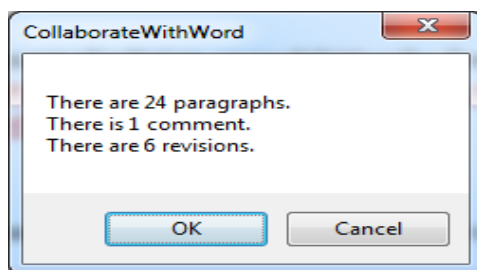 CollaborateWithWord
There are 24 paragraphs.
There is 1 comment.
There are 6 revisions.
OK Cancel